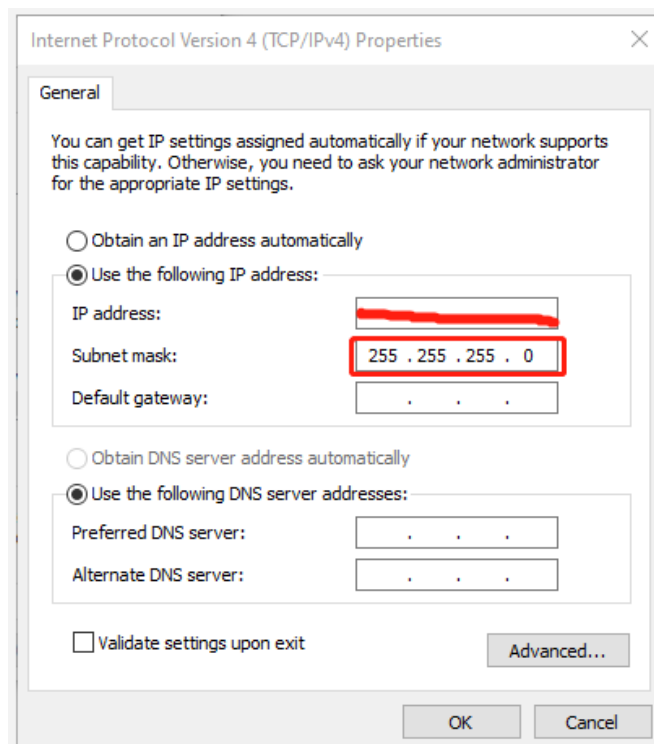 Internet Protocol Version 4 (TCP/IPv4) Properties
General
You can get IP settings assigned automatically if your network supports
this capability. Otherwise, you need to ask your network administrator
for the appropriate IP settings.
Obtain an IP address automatically
Use the following IP address:
IP address:
Subnet mask: 255 . 255 . 255 . 0
Default gateway: . . .
Obtain DNS server address automatically
Use the following DNS server addresses:
Preferred DNS server: . . .
Alternate DNS server: . . .
Validate settings upon exit
Advanced...
OK Cancel